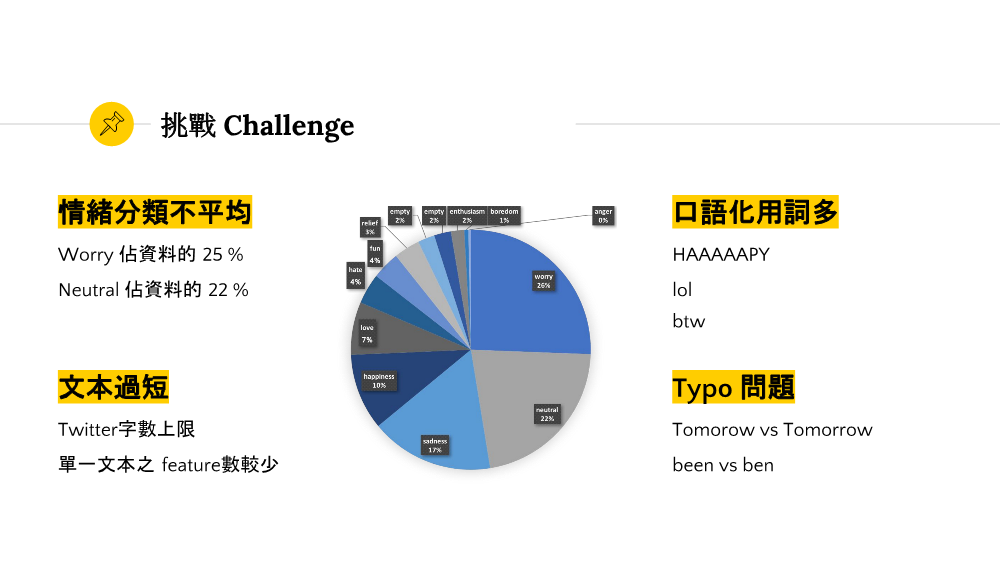 挑戰 Challenge
情緒分類不平均
Worry 佔資料的 25 %
Neutral 佔資料的 22 %
文本過短
Twitter字數上限
單一文本之 feature數較少
relief
3%
empty
2%
empty
2%
enthusiasm
2%
boredom
1%
anger
0%
fun
4%
hate
4%
love
7%
happiness
10%
sadness
17%
neutral
22%
worry
26%
口語化用詞多
HAAAAAPY
lol
btw
Typo 問題
Tomorow vs Tomorrow
been vs ben